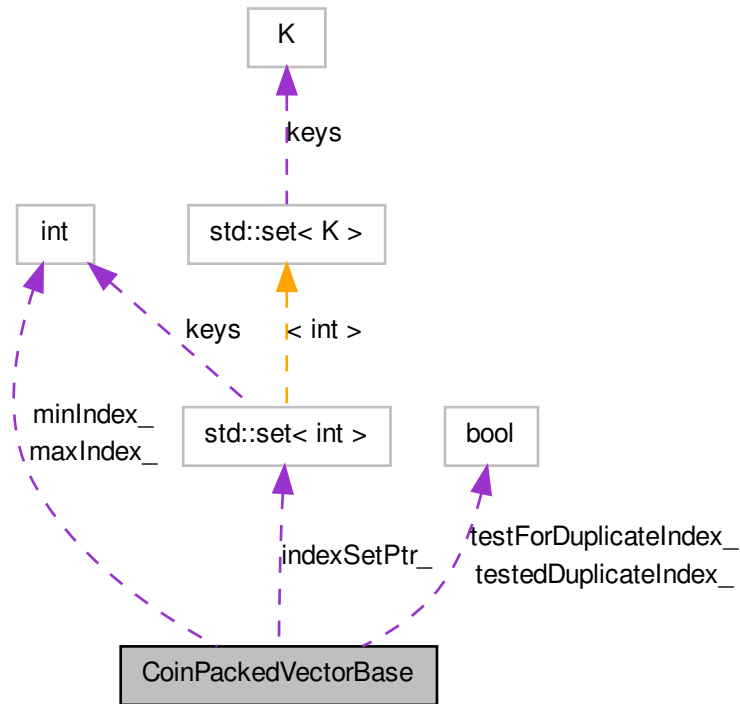 K
keys
int
std::set< K >
keys
< int >
minIndex_
maxIndex_
std::set< int >
bool
indexSetPtr_
testForDuplicateIndex_
testedDuplicateIndex_
CoinPackedVectorBase